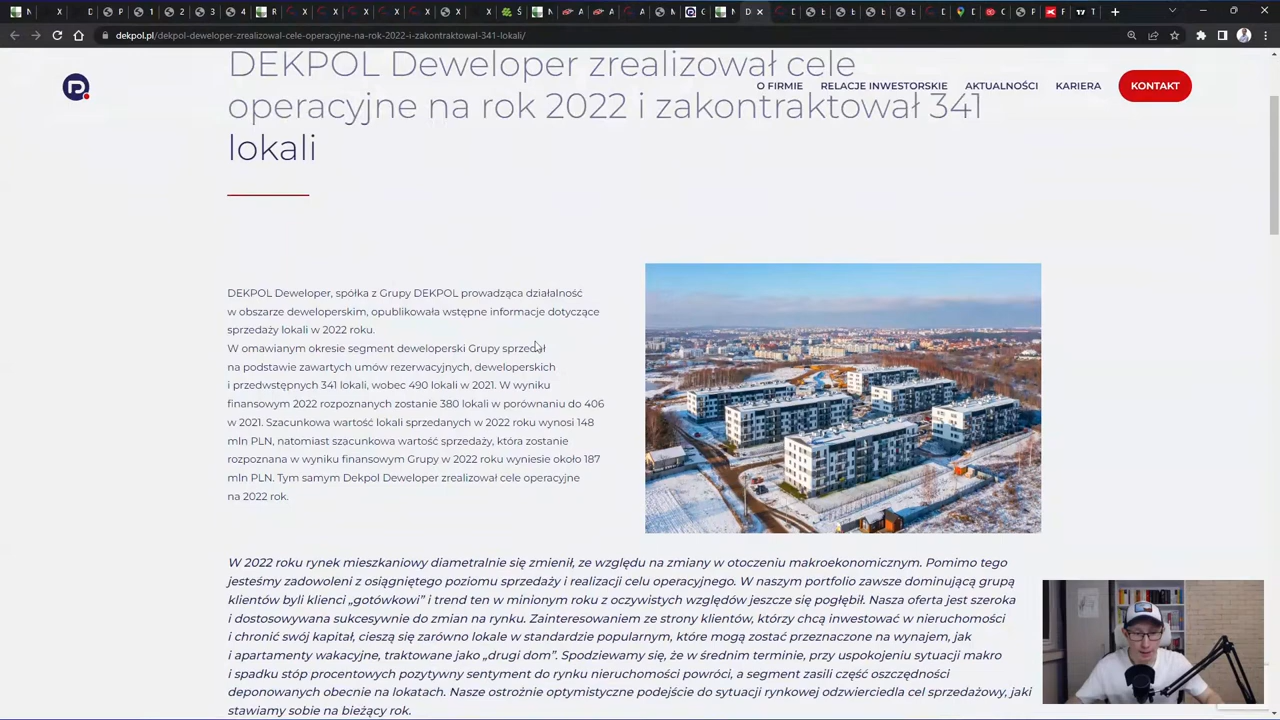 dekpol.pl/dekpol-deweloper-zrealizowal-cele-operacyjne-na-rok-2022-i-zakontraktowal-341-lokali/
DEKPOL Deweloper zrealizował cele
O FIRMIE RELACJE INWESTORSKIE AKTUALNOŚCI KARIERA KONTAKT
operacyjne na rok 2022 i zakontraktował 341
lokali
DEKPOL Deweloper, spółka z Grupy DEKPOL prowadząca działalność
w obszarze deweloperskim, opublikowała wstępne informacje dotyczące
sprzedaży lokali w 2022 roku.
W omawianym okresie segment deweloperski Grupy sprzedał
na podstawie zawartych umów rezerwacyjnych, deweloperskich
i przedwstępnych 341 lokali, wobec 490 lokali w 2021. W wyniku
finansowym 2022 rozpoznanych zostanie 380 lokali w porównaniu do 406
w 2021. Szacunkowa wartość lokali sprzedanych w 2022 roku wynosi 148
mln PLN, natomiast szacunkowa wartość sprzedaży, która zostanie
rozpoznana w wyniku finansowym Grupy w 2022 roku wyniesie około 187
mln PLN. Tym samym Dekpol Deweloper zrealizował cele operacyjne
na 2022 rok.
W 2022 roku rynek mieszkaniowy diametralnie się zmienił, ze względu na zmiany w otoczeniu makroekonomicznym. Pomimo tego
jesteśmy zadowoleni z osiągniętego poziomu sprzedaży i realizacji celu operacyjnego. W naszym portfolio zawsze dominującą grupą
klientów byli klienci „gotówkowi” i trend ten w minionym roku z oczywistych względów jeszcze się pogłębił. Nasza oferta jest szeroka
i dostosowywana sukcesywnie do zmian na rynku. Zainteresowaniem ze strony klientów, którzy chcą inwestować w nieruchomości
i chronić swój kapitał, cieszą się zarówno lokale w standardzie popularnym, które mogą zostać przeznaczone na wynajem, jak
i apartamenty wakacyjne, traktowane jako „drugi dom”. Spodziewamy się, że w średnim terminie, przy uspokojeniu sytuacji makro
i spadku stóp procentowych pozytywny sentyment do rynku nieruchomości powróci, a segment zasili część oszczędności
deponowanych obecnie na lokatach. Nasze ostrożnie optymistyczne podejście do sytuacji rynkowej odzwierciedla cel sprzedażowy, jaki
stawiamy sobie na bieżący rok.